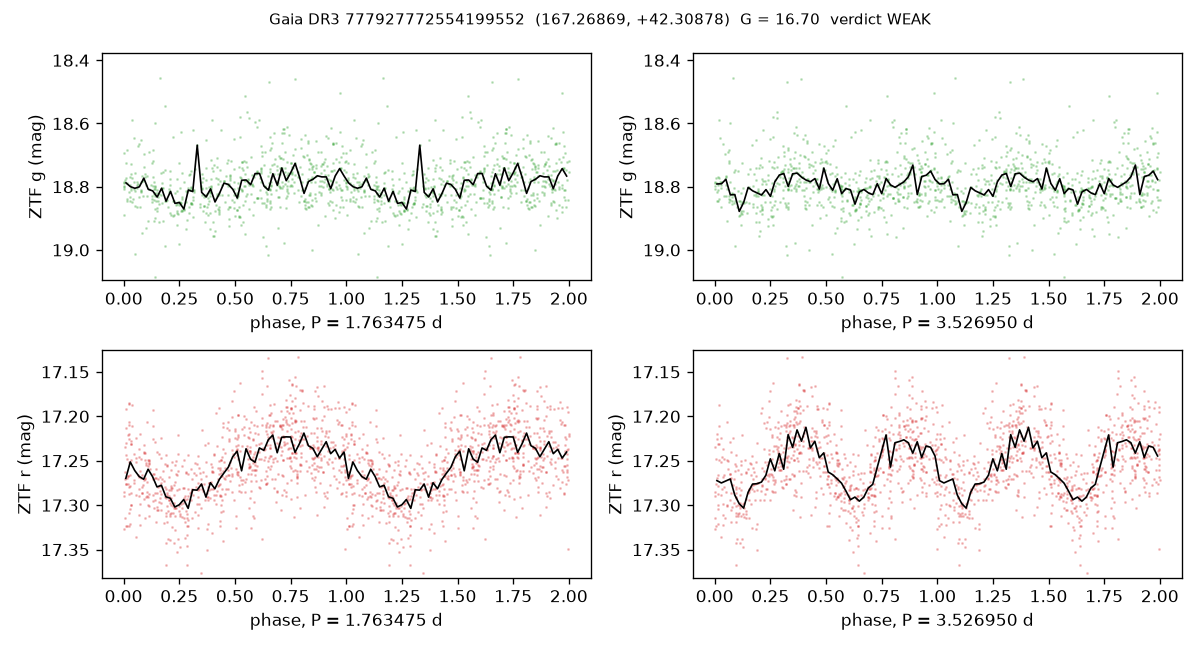 Gaia DR3 777927772554199552  (167.26869, +42.30878)  G = 16.70  verdict WEAK
18.4
18.6
18.8
19.0
ZTF g (mag)
0.00 0.25 0.50 0.75 1.00 1.25 1.50 1.75 2.00
phase, P = 1.763475 d
18.4
18.6
18.8
19.0
ZTF g (mag)
0.00 0.25 0.50 0.75 1.00 1.25 1.50 1.75 2.00
phase, P = 3.526950 d
17.15
17.20
17.25
17.30
17.35
ZTF r (mag)
0.00 0.25 0.50 0.75 1.00 1.25 1.50 1.75 2.00
phase, P = 1.763475 d
17.15
17.20
17.25
17.30
17.35
ZTF r (mag)
0.00 0.25 0.50 0.75 1.00 1.25 1.50 1.75 2.00
phase, P = 3.526950 d